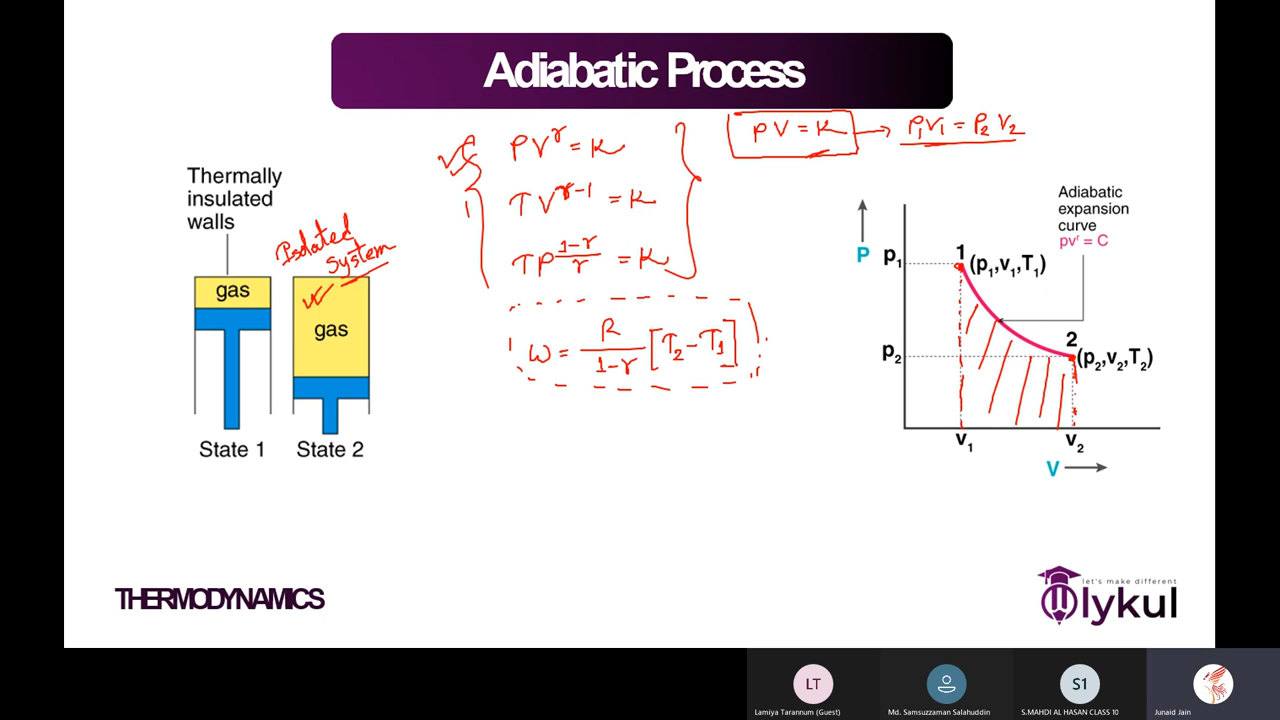 Adiabatic Process
PV^γ = K
TV^γ-1 = K
TP^(1-γ)/γ = K
W = R/(1-γ) [T₂-T₁]
PV = K → P₁V₁ = P₂V₂
Thermally
insulated
walls
Isolated
System
gas
gas
State 1
State 2
Adiabatic
expansion
curve
pvʳ = C
P
p₁
1
(p₁,v₁,T₁)
2
p₂
(p₂,v₂,T₂)
v₁
v₂
V
THERMODYNAMICS
let's make different
lykul
LT
S1
Lamiya Tarannum (Guest)
Md. Samsuzzaman Salahuddin
S.MAHDI AL HASAN CLASS 10
Junaid Jain